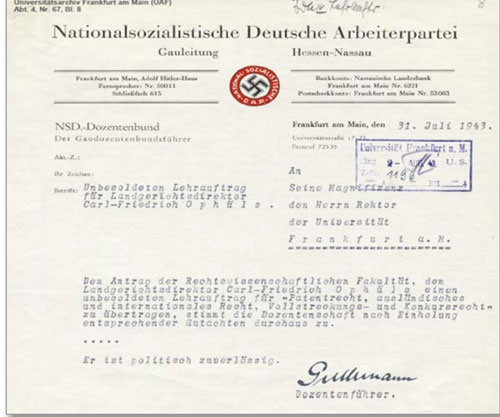 Universitätsarchiv Frankfurt am Main (UAF)
Abt. 4, Nr. 67, Bl. 8
Nationalsozialistische Deutsche Arbeiterpartei
Gauleitung Hessen-Nassau
Frankfurt am Main, Adolf Hitler-Haus
Fernsprecher: Nr. 30011
Schließfach 615
NATIONAL-SOZIALISTISCHE D.A.P.
Bankkonto: Nassauische Landesbank
Frankfurt am Main Nr. 6221
Postscheckkonto: Frankfurt am Main Nr. 53003
NSD.-Dozentenbund
Der Gaudozentenbundsführer
Frankfurt am Main, den 31. Juli 1943.
Akt.-Z.:
Ihr Zeichen:
Betrifft: Unbesoldeten Lehrauftrag
für Landgerichtsdirektor
Carl-Friedrich O p h ü l s .
Universität Frankfurt a. M.
An
Seine Magnifizenz
den Herrn Rektor
der Universität
F r a n k f u r t a.M.
Dem Antrag der Rechtswissenschaftlichen Fakultät, dem
Landgerichtsdirektor Carl-Friedrich O p h ü l s einen
unbesoldeten Lehrauftrag für "Patentrecht, ausländisches
und internationales Recht, Vollstreckungs- und Konkursrecht"
zu übertragen, stimmt die Dozentenschaft nach Einholung
entsprechender Gutachten durchaus zu.
.....
Er ist politisch zuverlässig.
Dozentenführer.